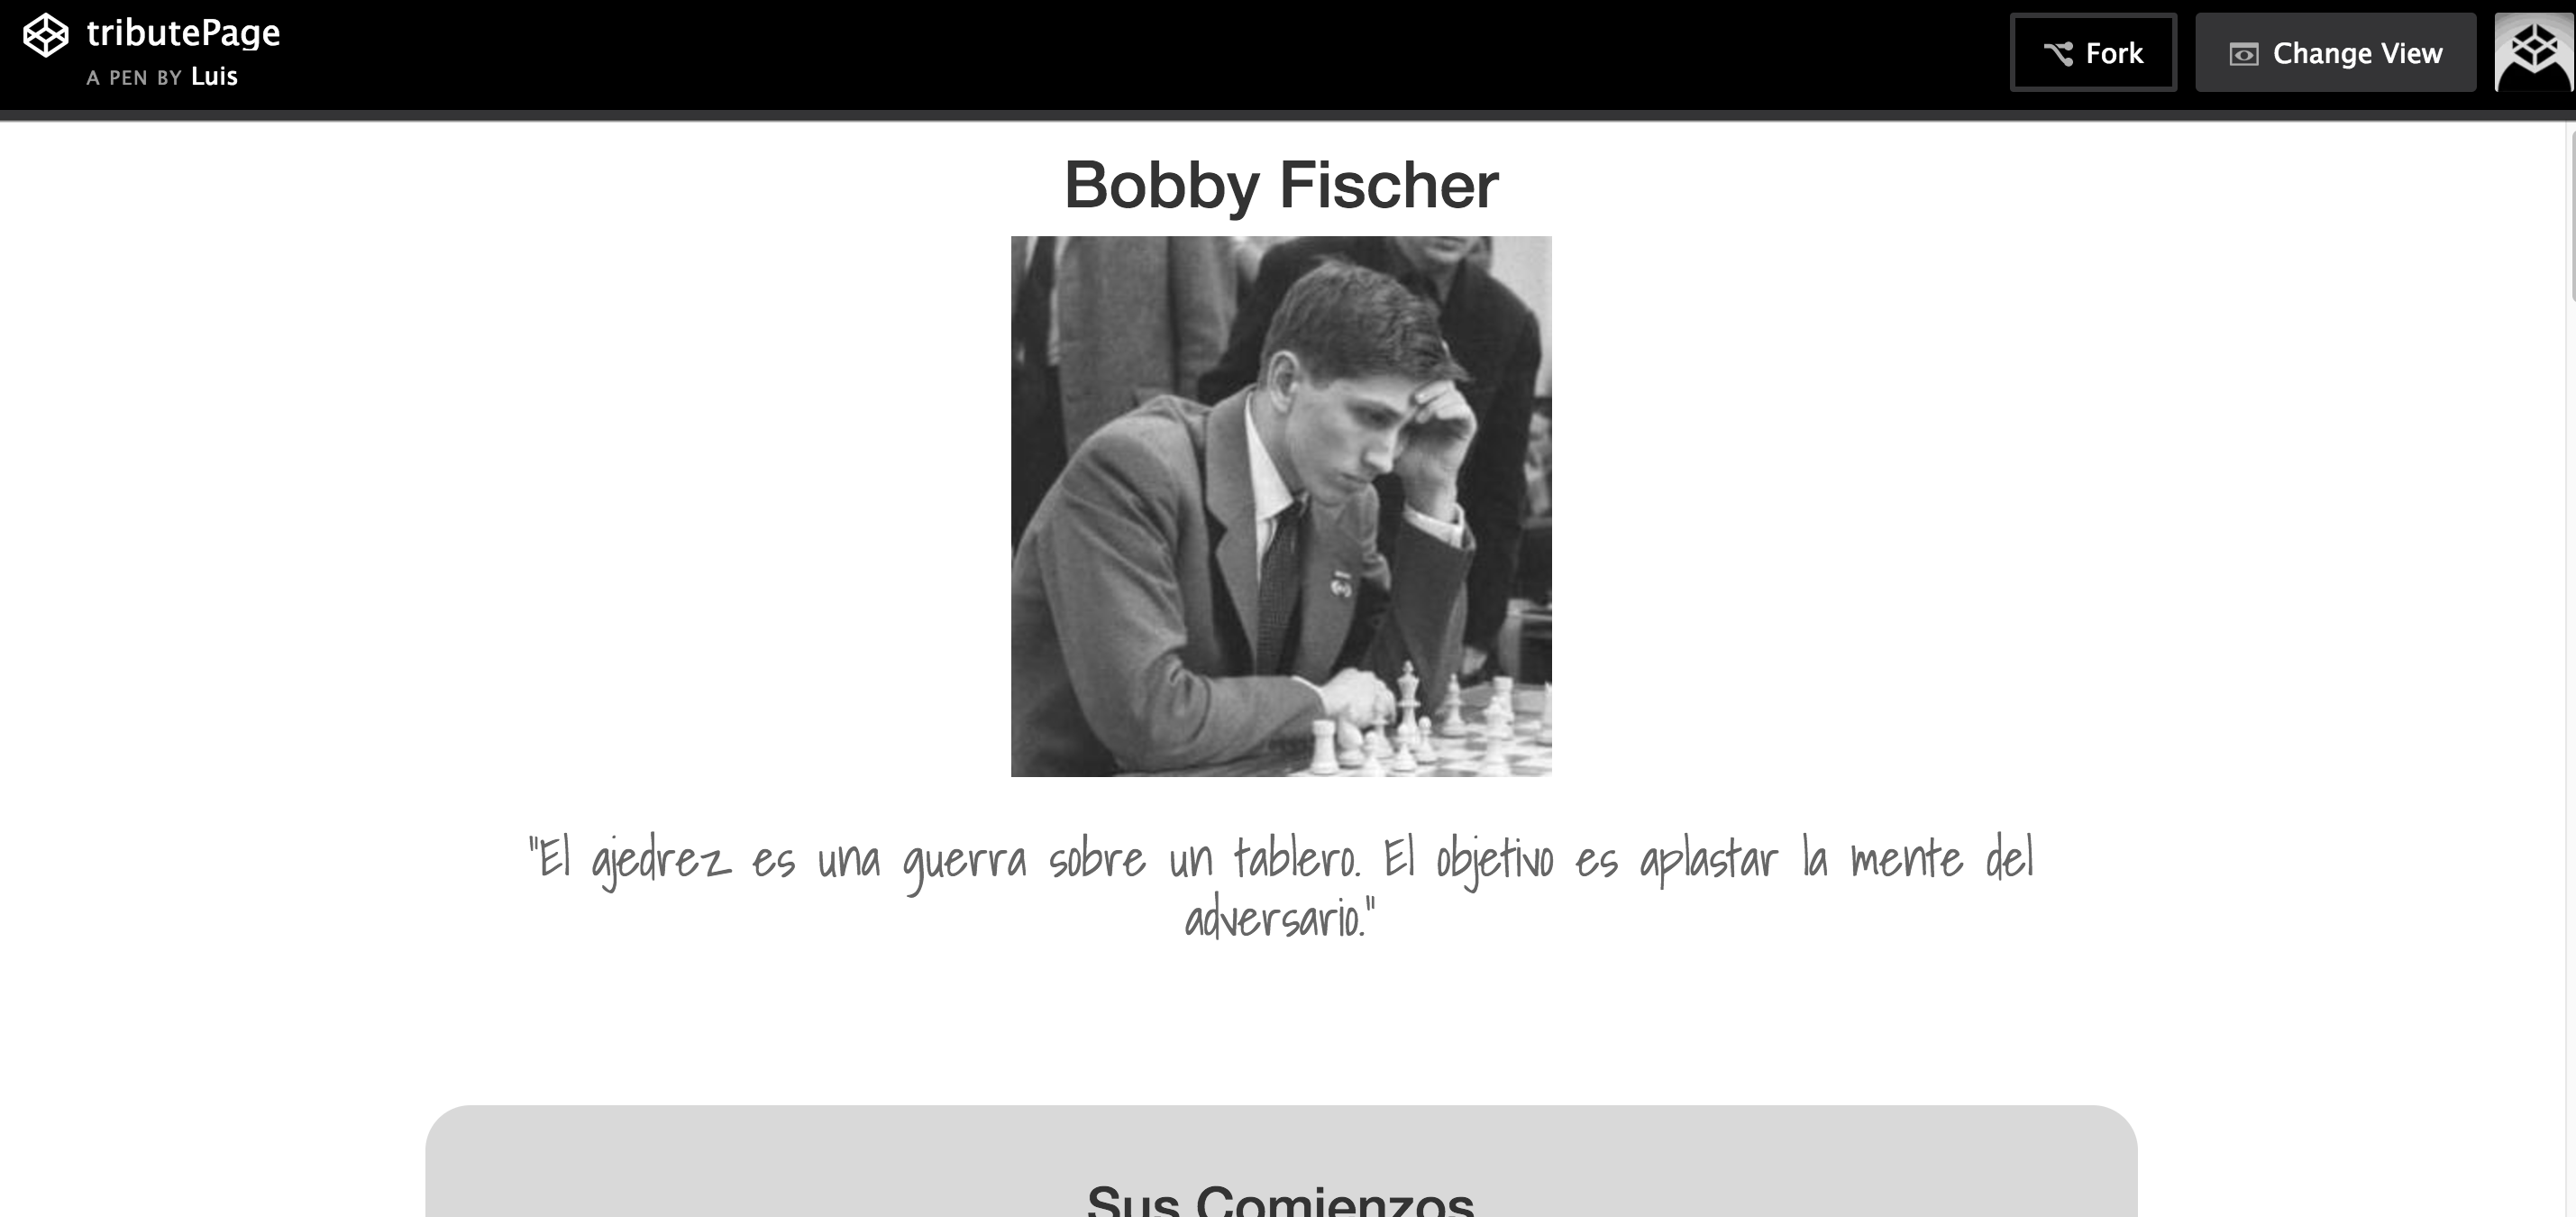 tributePage
A PEN BY Luis
Fork
Change View
Bobby Fischer
"El ajedrez es una guerra sobre un tablero. El objetivo es aplastar la mente del
adversario."
Sus Comienzos